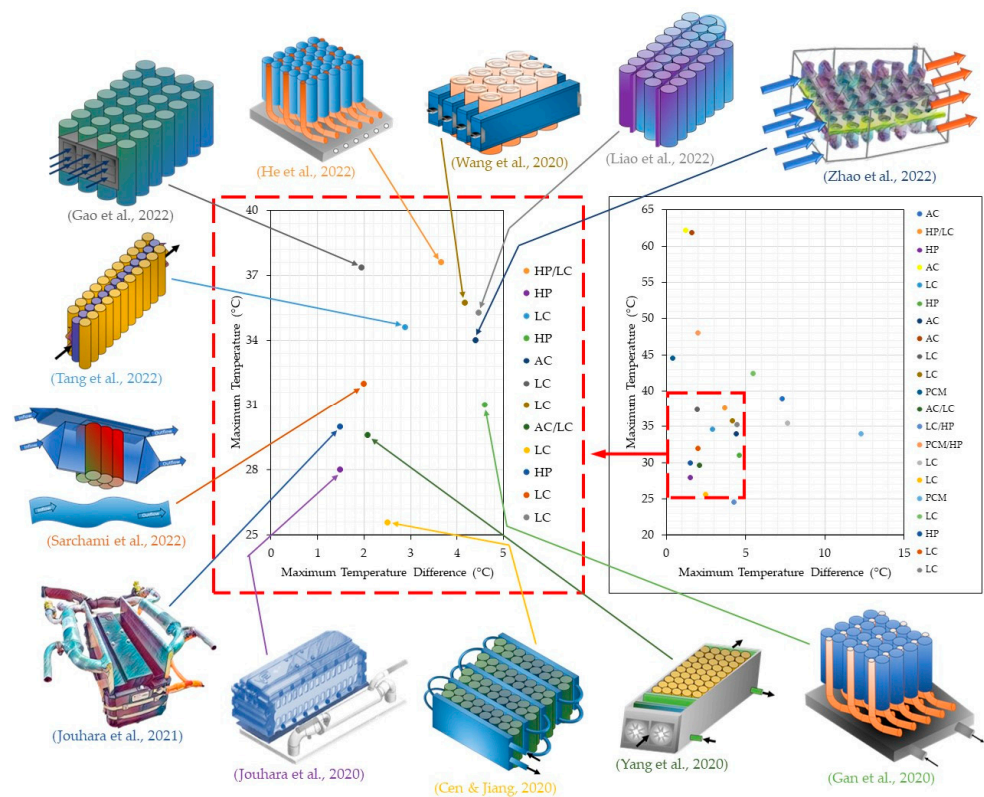 (Gao et al., 2022)
(He et al., 2022)
(Wang et al., 2020)
(Liao et al., 2022)
(Zhao et al., 2022)
(Tang et al., 2022)
(Sarchami et al., 2022)
(Jouhara et al., 2021)
(Jouhara et al., 2020)
(Cen & Jiang, 2020)
(Yang et al., 2020)
(Gan et al., 2020)
Maximum Temperature (°C)
40
37
34
31
28
25
0 1 2 3 4 5
Maximum Temperature Difference (°C)
HP/LC
HP
LC
HP
AC
LC
LC
AC/LC
LC
HP
LC
LC
Maximum Temperature (°C)
65
60
55
50
45
40
35
30
25
20
0 5 10 15
Maximum Temperature Difference (°C)
AC
HP/LC
HP
AC
LC
HP
AC
AC
LC
LC
PCM
AC/LC
LC/HP
PCM/HP
LC
LC
PCM
LC
HP
LC
LC